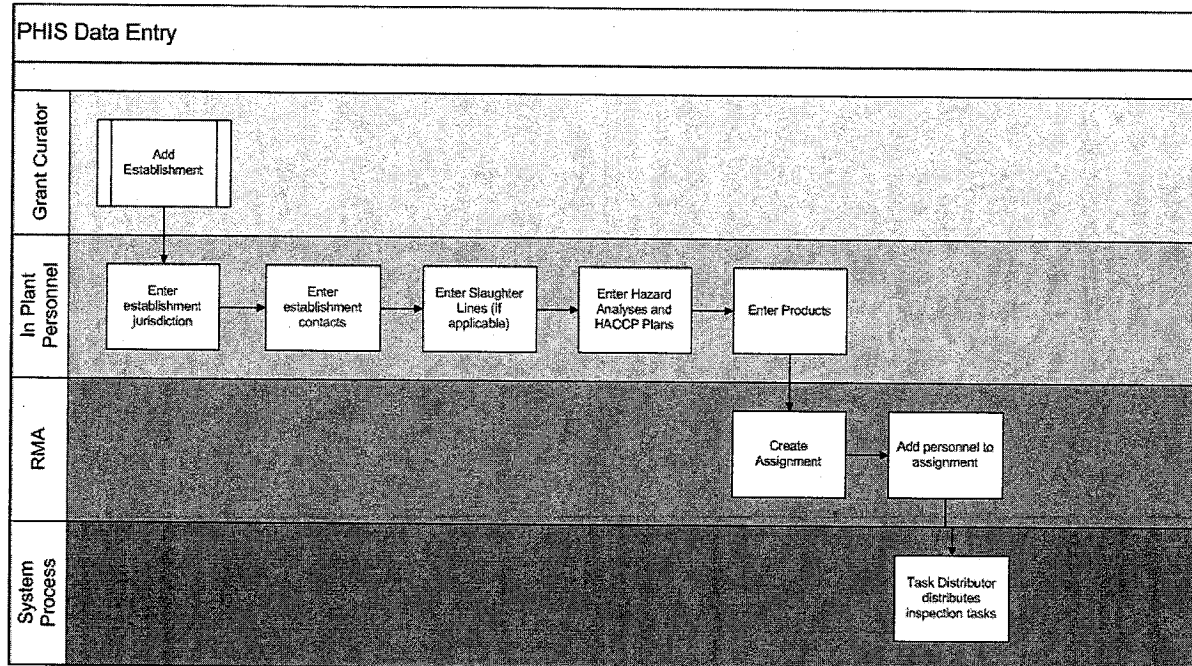 PHIS Data Entry
Grant Curator
Add
Establishment
In Plant
Personnel
Enter
establishment
jurisdiction
Enter
establishment
contacts
Enter Slaughter
Lines (if
applicable)
Enter Hazard
Analyses and
HACCP Plans
Enter Products
RMA
Create
Assignment
Add personnel to
assignment
System
Process
Task Distributor
distributes
inspection tasks